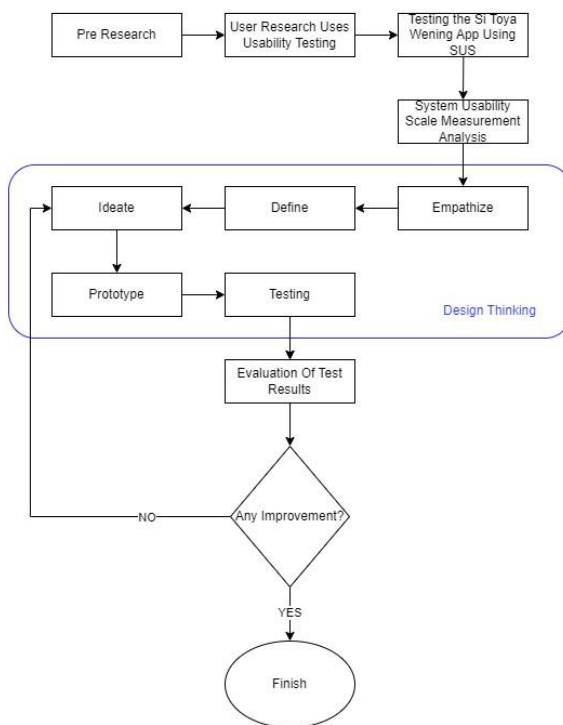 Pre Research
User Research Uses
Usability Testing
Testing the Si Toya
Wening App Using
SUS
System Usability
Scale Measurement
Analysis
Ideate
Define
Empathize
Prototype
Testing
Design Thinking
Evaluation Of Test
Results
Any Improvement?
NO
YES
Finish